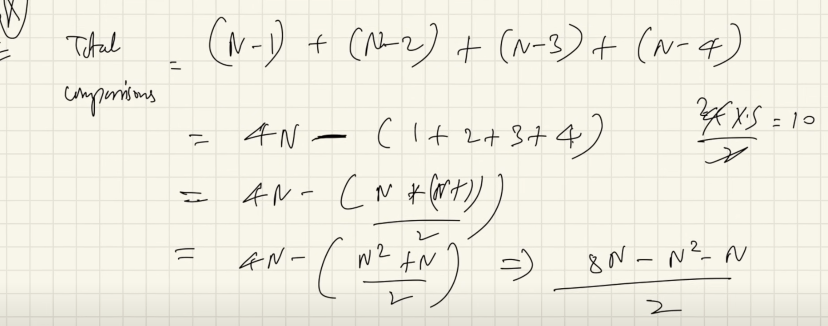 Total comparisons = (N-1) + (N-2) + (N-3) + (N-4)
= 4N - (1+2+3+4)
2 4 X 5 / 2 = 10
= 4N - (N * (N+1) / 2)
= 4N - (N² + N / 2) => 8N - N² - N / 2